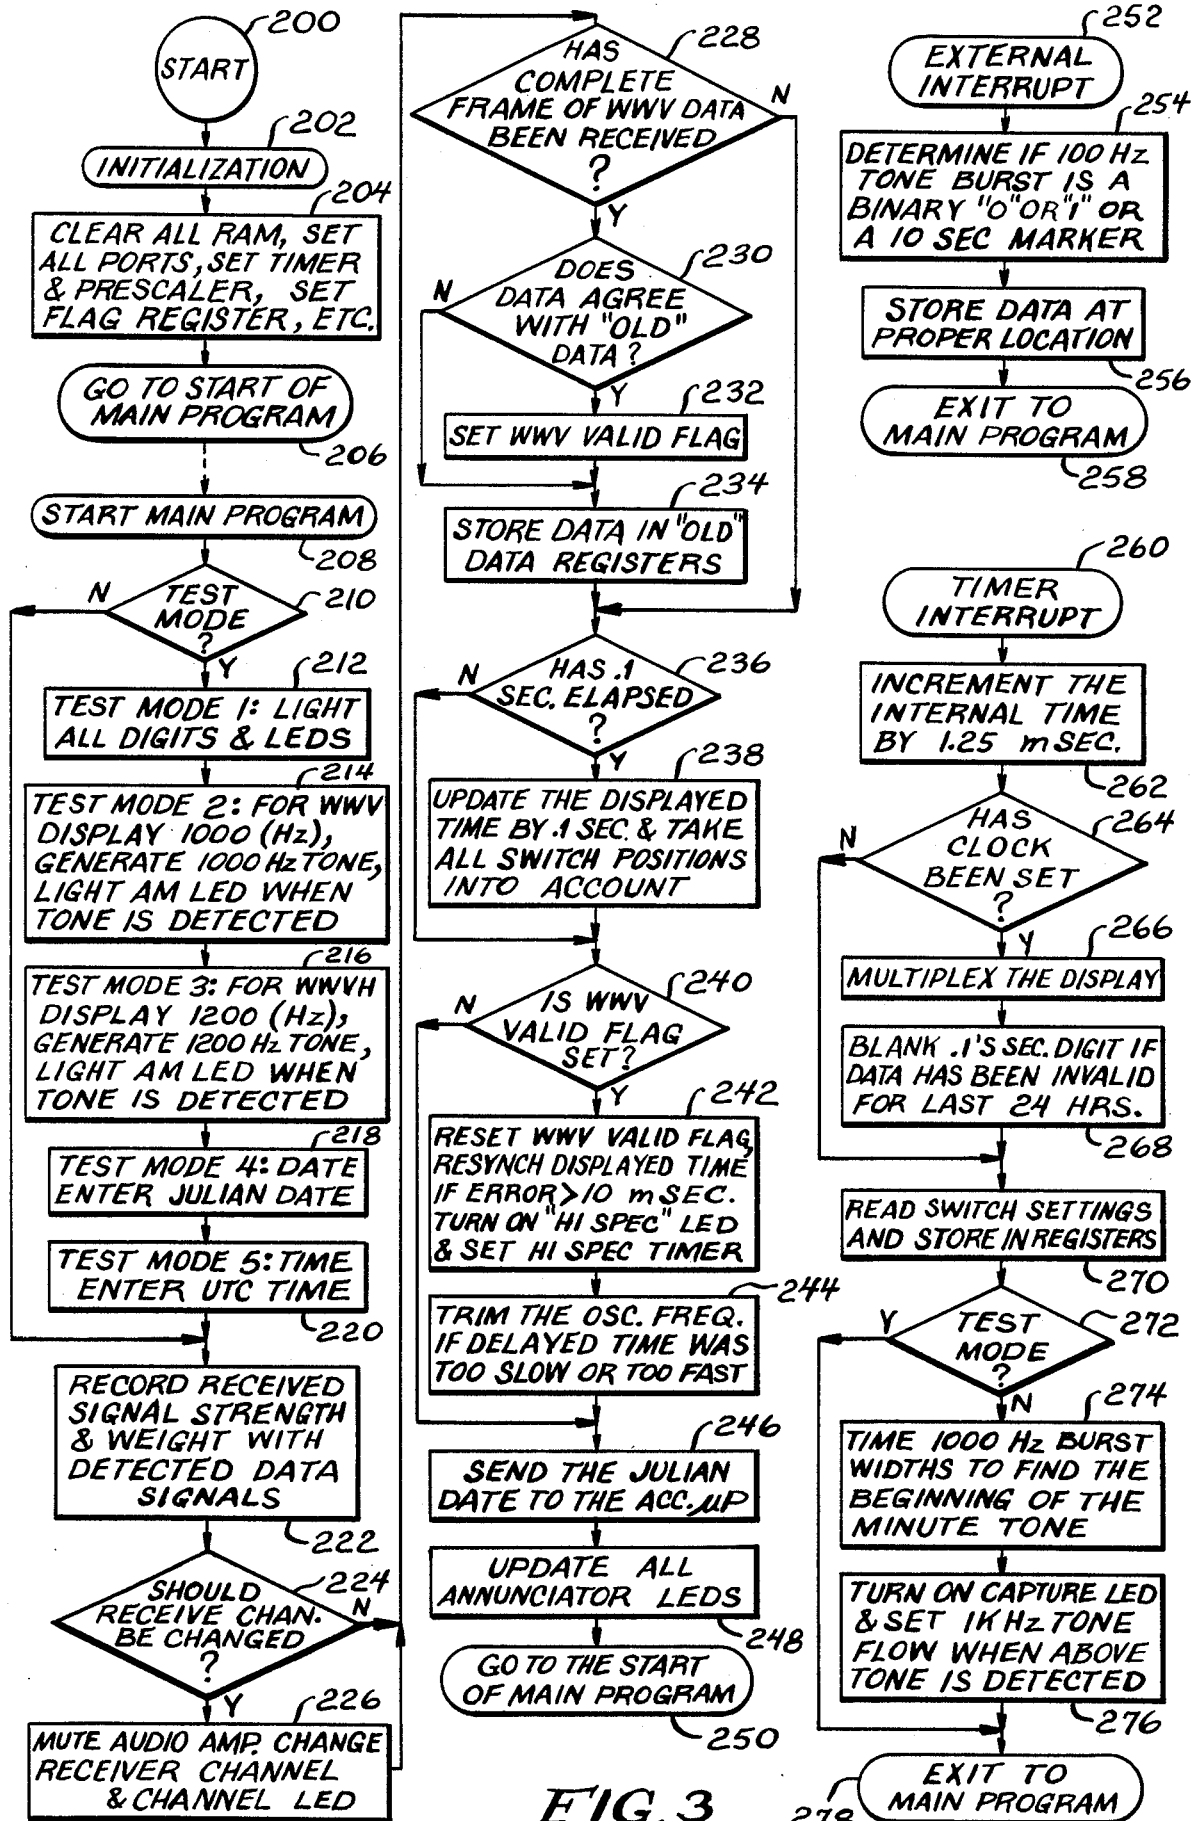 200
START
202
INITIALIZATION
204
CLEAR ALL RAM, SET
ALL PORTS, SET TIMER
& PRESCALER, SET
FLAG REGISTER, ETC.
GO TO START OF
MAIN PROGRAM
206
START MAIN PROGRAM
208
N
TEST
MODE
?
210
Y
212
TEST MODE 1: LIGHT
ALL DIGITS & LEDS
214
TEST MODE 2: FOR WWV
DISPLAY 1000 (Hz),
GENERATE 1000 Hz TONE,
LIGHT AM LED WHEN
TONE IS DETECTED
216
TEST MODE 3: FOR WWVH
DISPLAY 1200 (Hz),
GENERATE 1200 Hz TONE,
LIGHT AM LED WHEN
TONE IS DETECTED
218
TEST MODE 4: DATE
ENTER JULIAN DATE
TEST MODE 5: TIME
ENTER UTC TIME
220
RECORD RECEIVED
SIGNAL STRENGTH
& WEIGHT WITH
DETECTED DATA
SIGNALS
222
SHOULD
RECEIVE CHAN.
BE CHANGED
?
224
N
Y
226
MUTE AUDIO AMP. CHANGE
RECEIVER CHANNEL
& CHANNEL LED
HAS
COMPLETE
FRAME OF WWV DATA
BEEN RECEIVED
?
228
N
Y
DOES
DATA AGREE
WITH "OLD"
DATA?
230
N
Y
232
SET WWV VALID FLAG
234
STORE DATA IN "OLD"
DATA REGISTERS
N
HAS .1
SEC. ELAPSED
?
236
Y
238
UPDATE THE DISPLAYED
TIME BY .1 SEC. & TAKE
ALL SWITCH POSITIONS
INTO ACCOUNT
N
IS WWV
VALID FLAG
SET?
240
Y
242
RESET WWV VALID FLAG,
RESYNCH DISPLAYED TIME
IF ERROR>10 mSEC.
TURN ON "HI SPEC" LED
& SET HI SPEC TIMER
244
TRIM THE OSC. FREQ.
IF DELAYED TIME WAS
TOO SLOW OR TOO FAST
246
SEND THE JULIAN
DATE TO THE ACC. μP
UPDATE ALL
ANNUNCIATOR LEDS
248
GO TO THE START
OF MAIN PROGRAM
250
FIG. 3
252
EXTERNAL
INTERRUPT
254
DETERMINE IF 100 Hz
TONE BURST IS A
BINARY "0" OR "1" OR
A 10 SEC MARKER
STORE DATA AT
PROPER LOCATION
256
EXIT TO
MAIN PROGRAM
258
260
TIMER
INTERRUPT
INCREMENT THE
INTERNAL TIME
BY 1.25 mSEC.
262
HAS
CLOCK
BEEN SET
?
264
N
Y
266
MULTIPLEX THE DISPLAY
BLANK .1'S SEC. DIGIT IF
DATA HAS BEEN INVALID
FOR LAST 24 HRS.
268
READ SWITCH SETTINGS
AND STORE IN REGISTERS
270
Y
TEST
MODE
?
272
N
274
TIME 1000 Hz BURST
WIDTHS TO FIND THE
BEGINNING OF THE
MINUTE TONE
TURN ON CAPTURE LED
& SET 1KHz TONE
FLOW WHEN ABOVE
TONE IS DETECTED
276
EXIT TO
MAIN PROGRAM
278